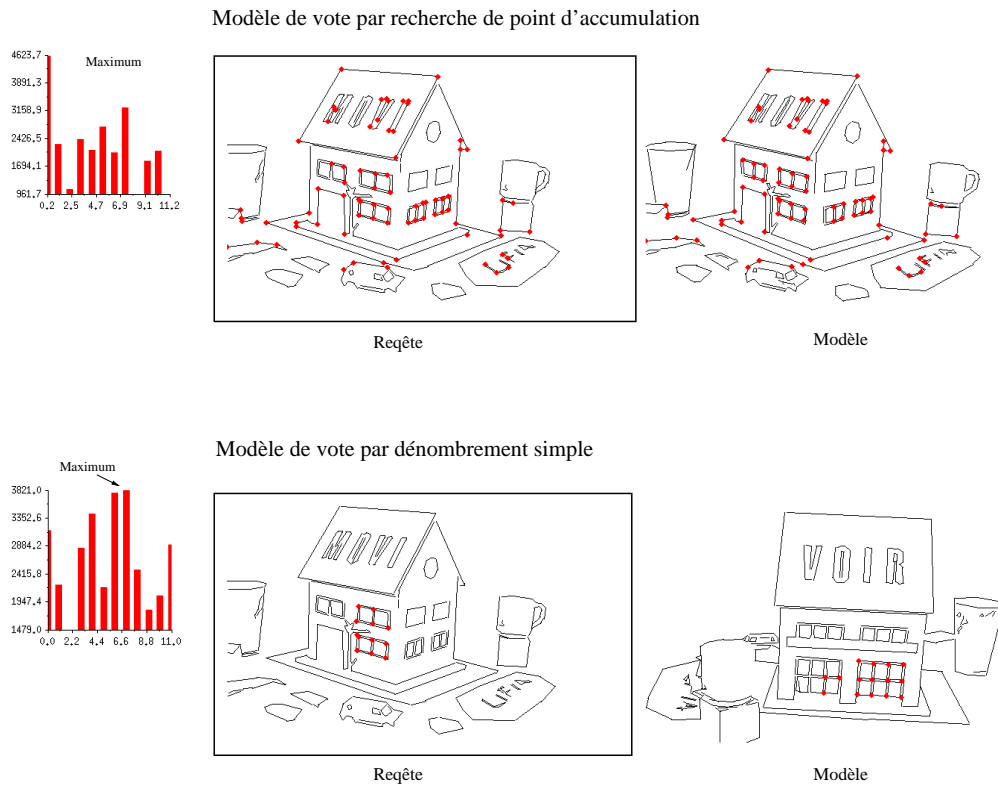 Modèle de vote par recherche de point d'accumulation
Maximum
4623,7
3891,3
3158,9
2426,5
1694,1
961,7
0,2 2,5 4,7 6,9 9,1 11,2
MOVI
UFIA
UFIA
Reqête
Modèle
Modèle de vote par dénombrement simple
Maximum
3821,0
3352,6
2884,2
2415,8
1947,4
1479,0
0,0 2,2 4,4 6,6 8,8 11,0
MOVI
UFIA
VOIR
Reqête
Modèle